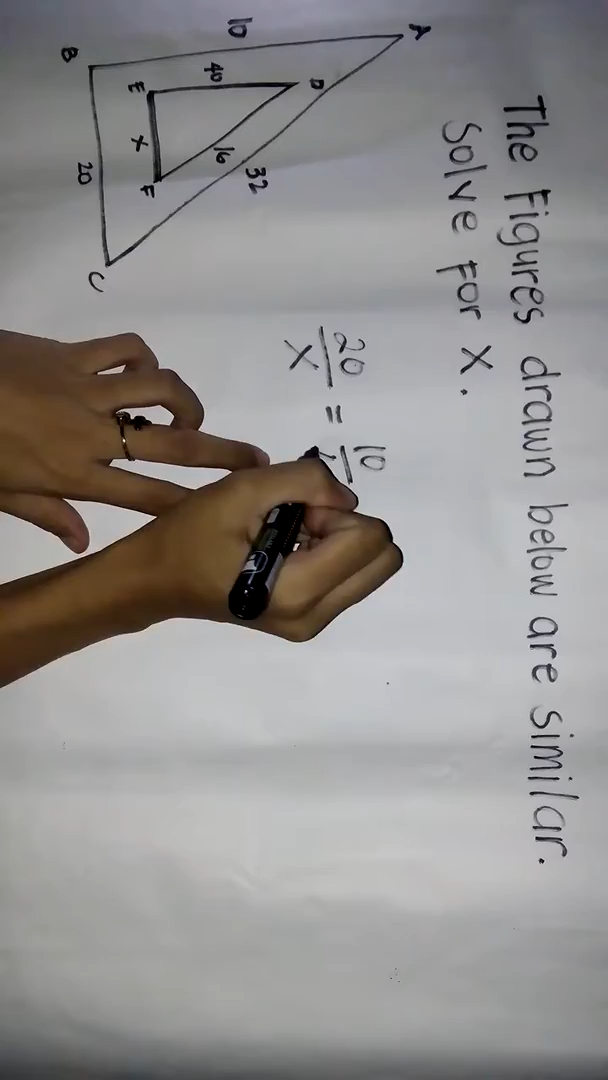 The Figures drawn below are similar.
Solve For X.
A
10
D
40
16
32
B
E
X
F
20
C
20 = 10
X